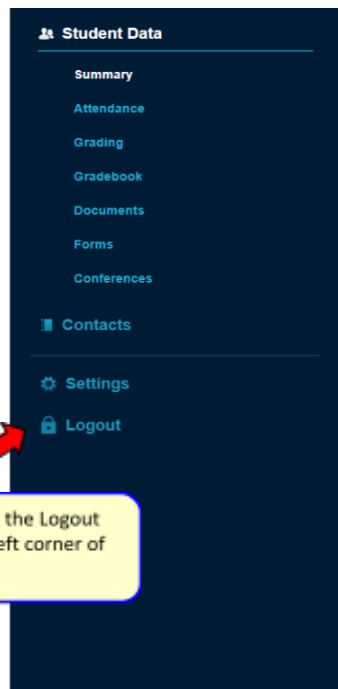 Student Data
Summary
Attendance
Grading
Gradebook
Documents
Forms
Conferences
Contacts
Settings
Logout
the Logout
eft corner of